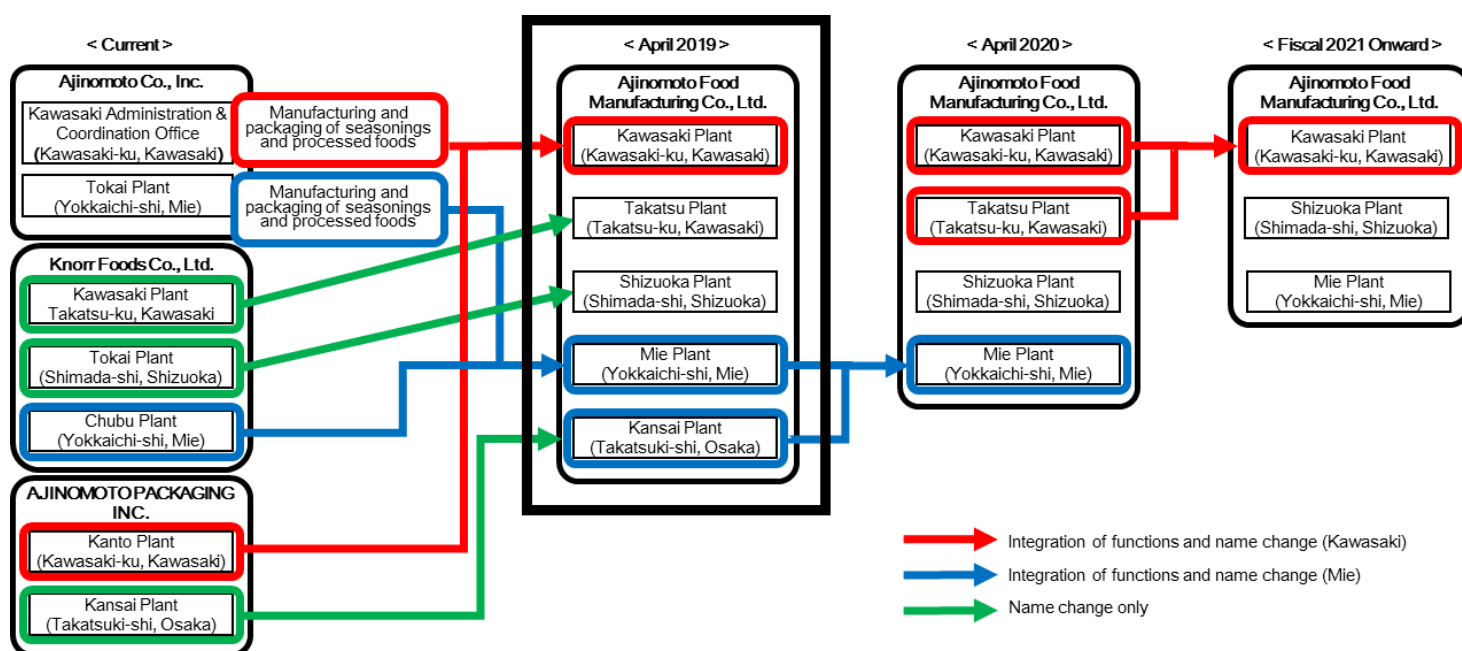 < Current >
Ajinomoto Co., Inc.
Kawasaki Administration &
Coordination Office
(Kawasaki-ku, Kawasaki)
Manufacturing and
packaging of seasonings
and processed foods
Tokai Plant
(Yokkaichi-shi, Mie)
Manufacturing and
packaging of seasonings
and processed foods
Knorr Foods Co., Ltd.
Kawasaki Plant
Takatsu-ku, Kawasaki
Tokai Plant
(Shimada-shi, Shizuoka)
Chubu Plant
(Yokkaichi-shi, Mie)
AJINOMOTO PACKAGING
INC.
Kanto Plant
(Kawasaki-ku, Kawasaki)
Kansai Plant
(Takatsuki-shi, Osaka)
< April 2019 >
Ajinomoto Food
Manufacturing Co., Ltd.
Kawasaki Plant
(Kawasaki-ku, Kawasaki)
Takatsu Plant
(Takatsu-ku, Kawasaki)
Shizuoka Plant
(Shimada-shi, Shizuoka)
Mie Plant
(Yokkaichi-shi, Mie)
Kansai Plant
(Takatsuki-shi, Osaka)
< April 2020 >
Ajinomoto Food
Manufacturing Co., Ltd.
Kawasaki Plant
(Kawasaki-ku, Kawasaki)
Takatsu Plant
(Takatsu-ku, Kawasaki)
Shizuoka Plant
(Shimada-shi, Shizuoka)
Mie Plant
(Yokkaichi-shi, Mie)
< Fiscal 2021 Onward >
Ajinomoto Food
Manufacturing Co., Ltd.
Kawasaki Plant
(Kawasaki-ku, Kawasaki)
Shizuoka Plant
(Shimada-shi, Shizuoka)
Mie Plant
(Yokkaichi-shi, Mie)
Integration of functions and name change (Kawasaki)
Integration of functions and name change (Mie)
Name change only